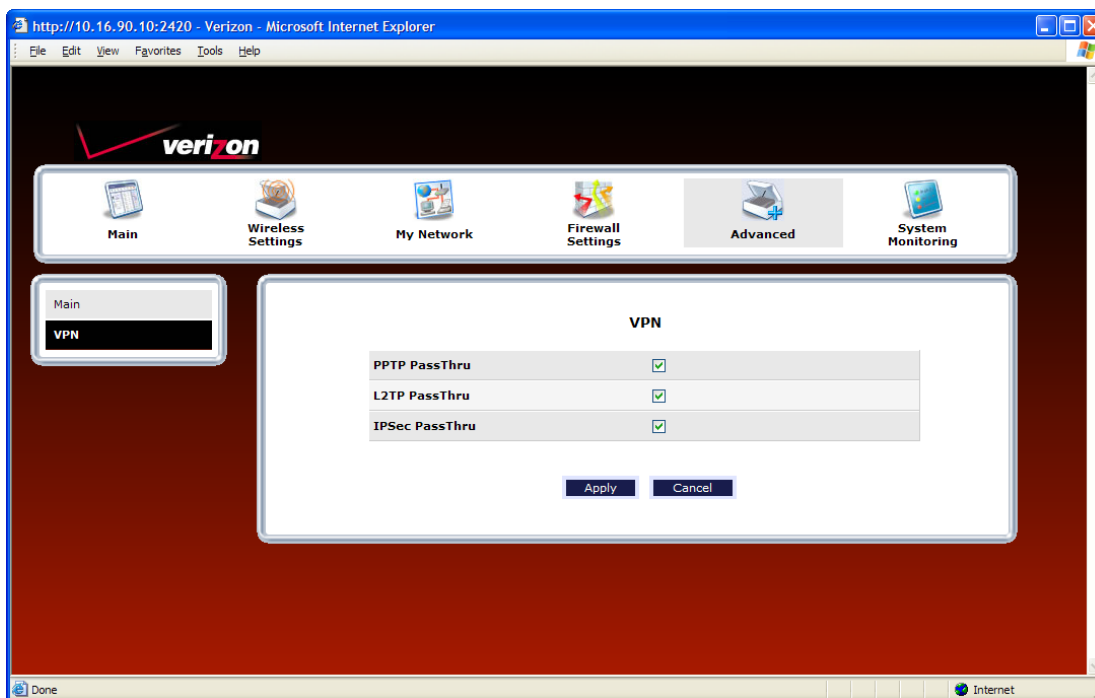 http://10.16.90.10:2420 - Verizon - Microsoft Internet Explorer
File Edit View Favorites Tools Help
verizon
Main
Wireless Settings
My Network
Firewall Settings
Advanced
System Monitoring
Main
VPN
VPN
PPTP PassThru
L2TP PassThru
IPSec PassThru
Apply Cancel
Done Internet